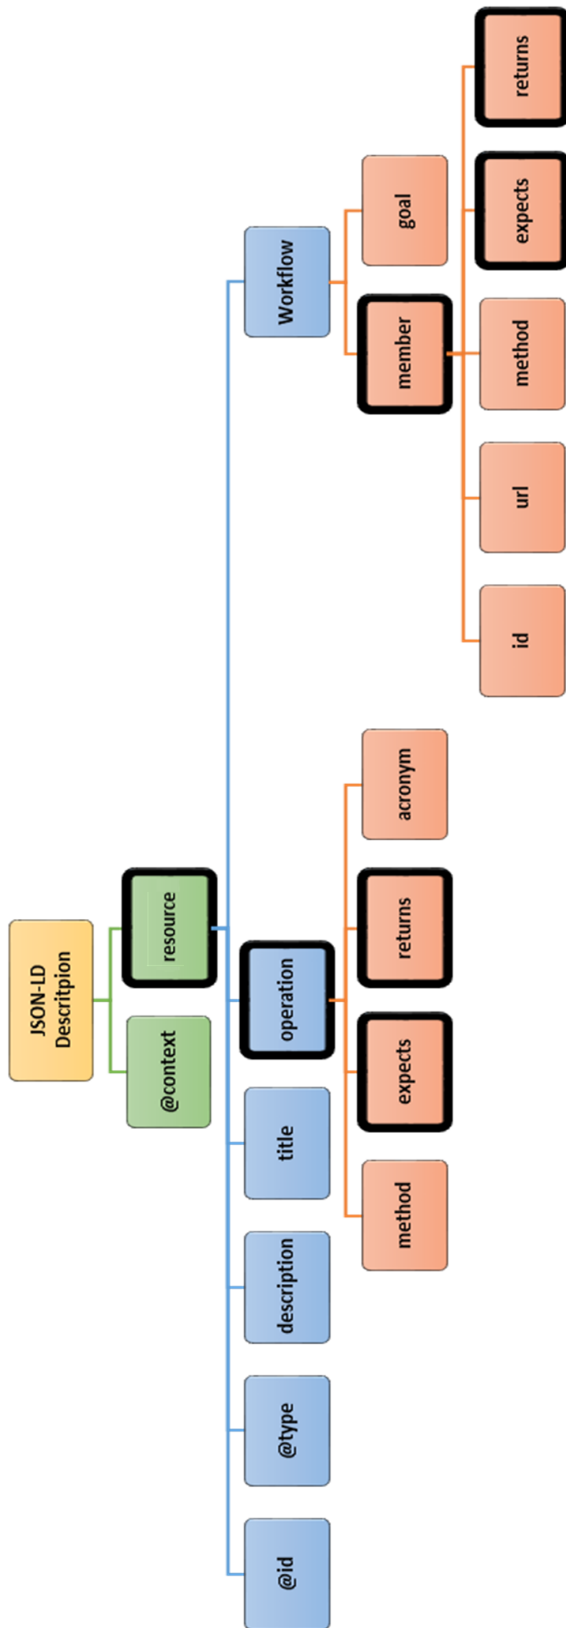 JSON-LD
Descritpion
@context
resource
@id
@type
description
title
operation
Workflow
method
expects
returns
acronym
member
goal
id
url
method
expects
returns